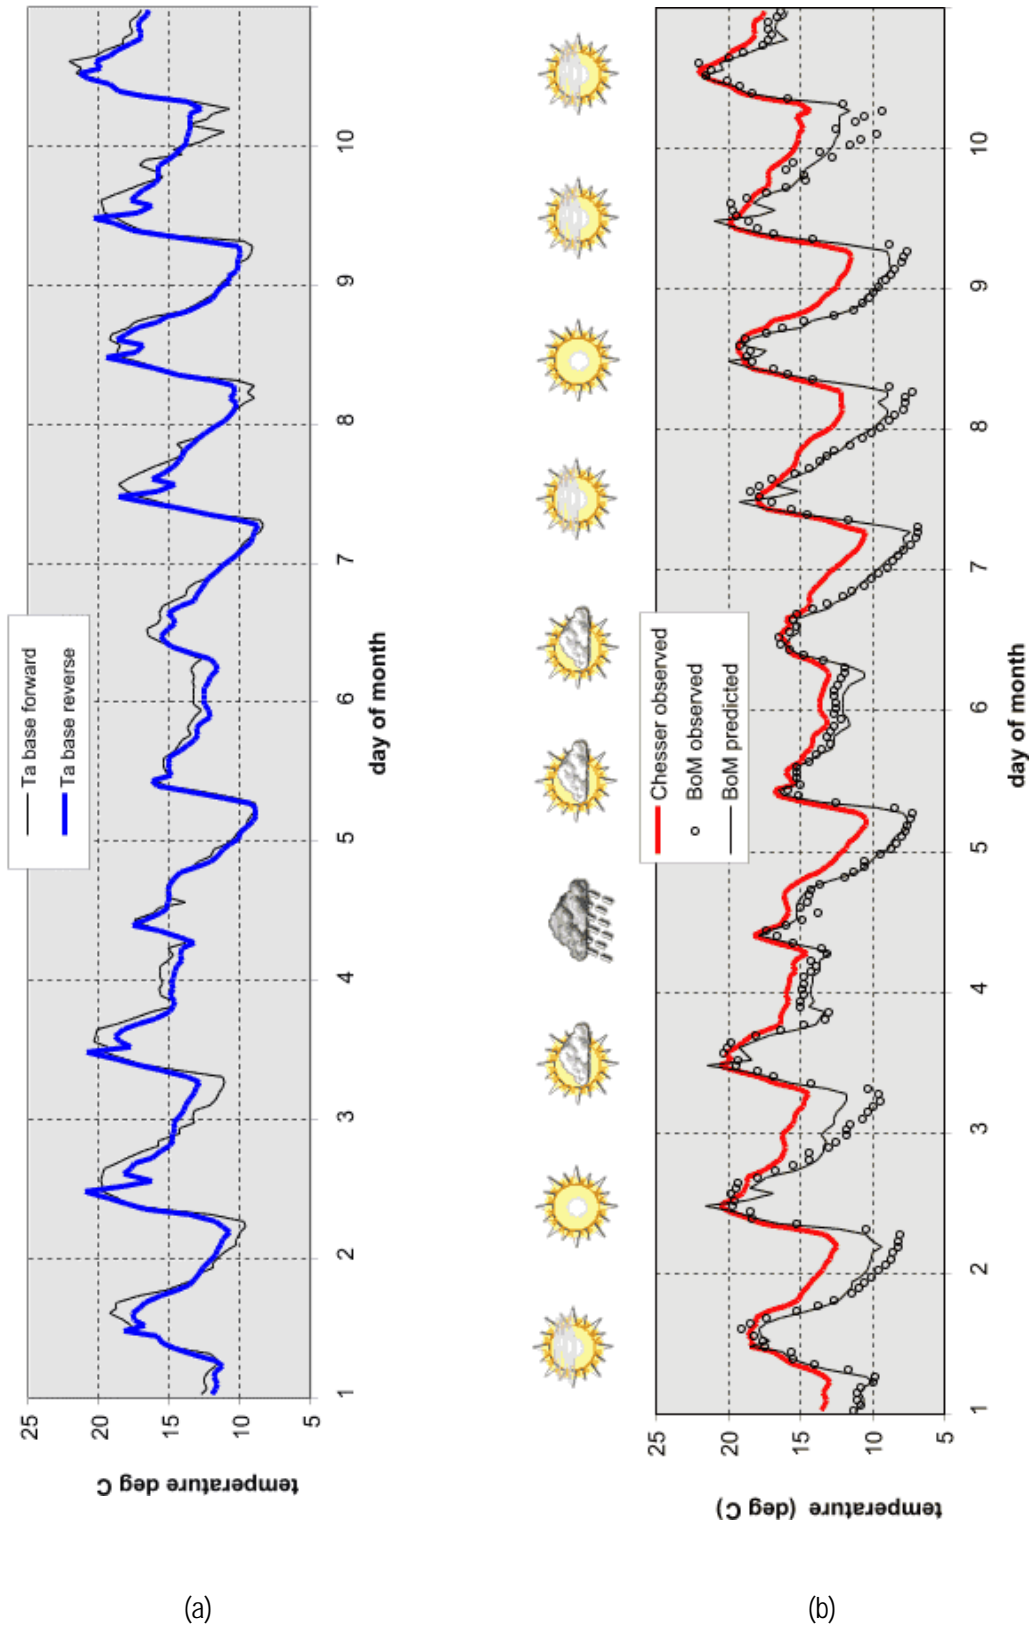 25
20
15
10
5
temperature deg C
1
2
3
4
5
6
7
8
9
10
day of month
Ta base forward
Ta base reverse
(a)
25
20
15
10
5
temperature (deg C)
1
2
3
4
5
6
7
8
9
10
day of month
Chesser observed
BoM observed
BoM predicted
(b)